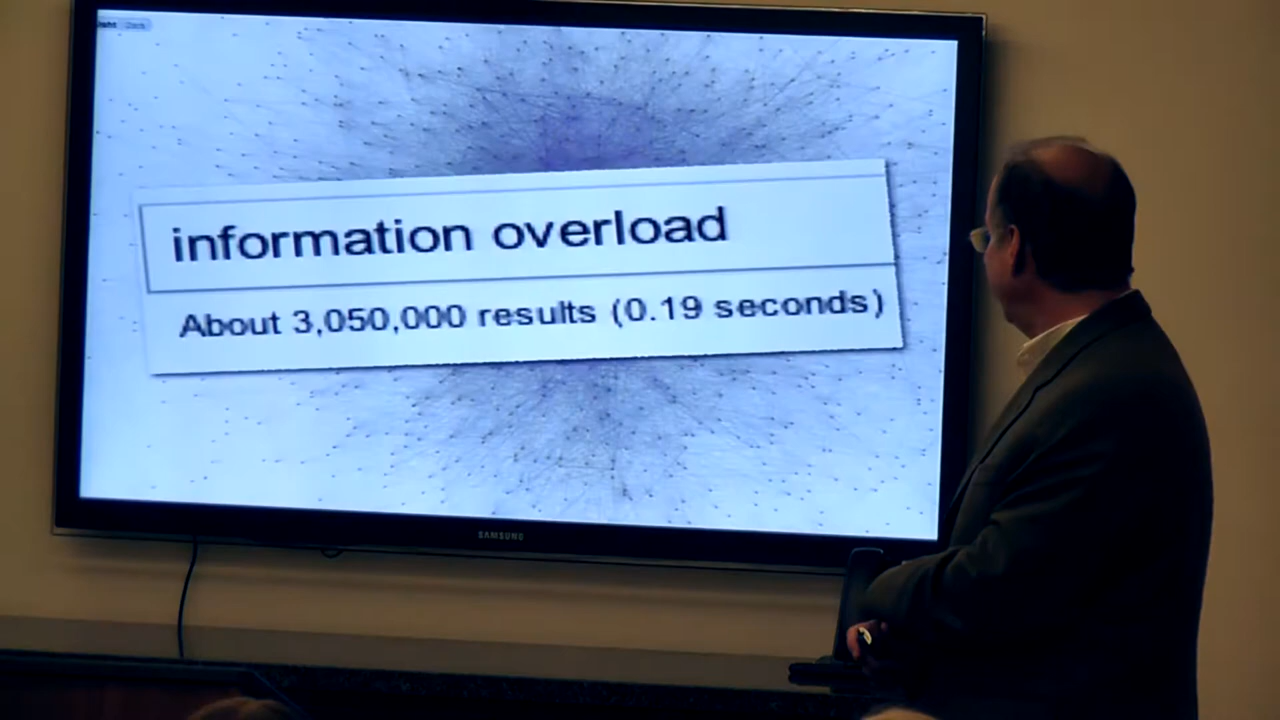 information overload
About 3,050,000 results (0.19 seconds)
SAMSUNG